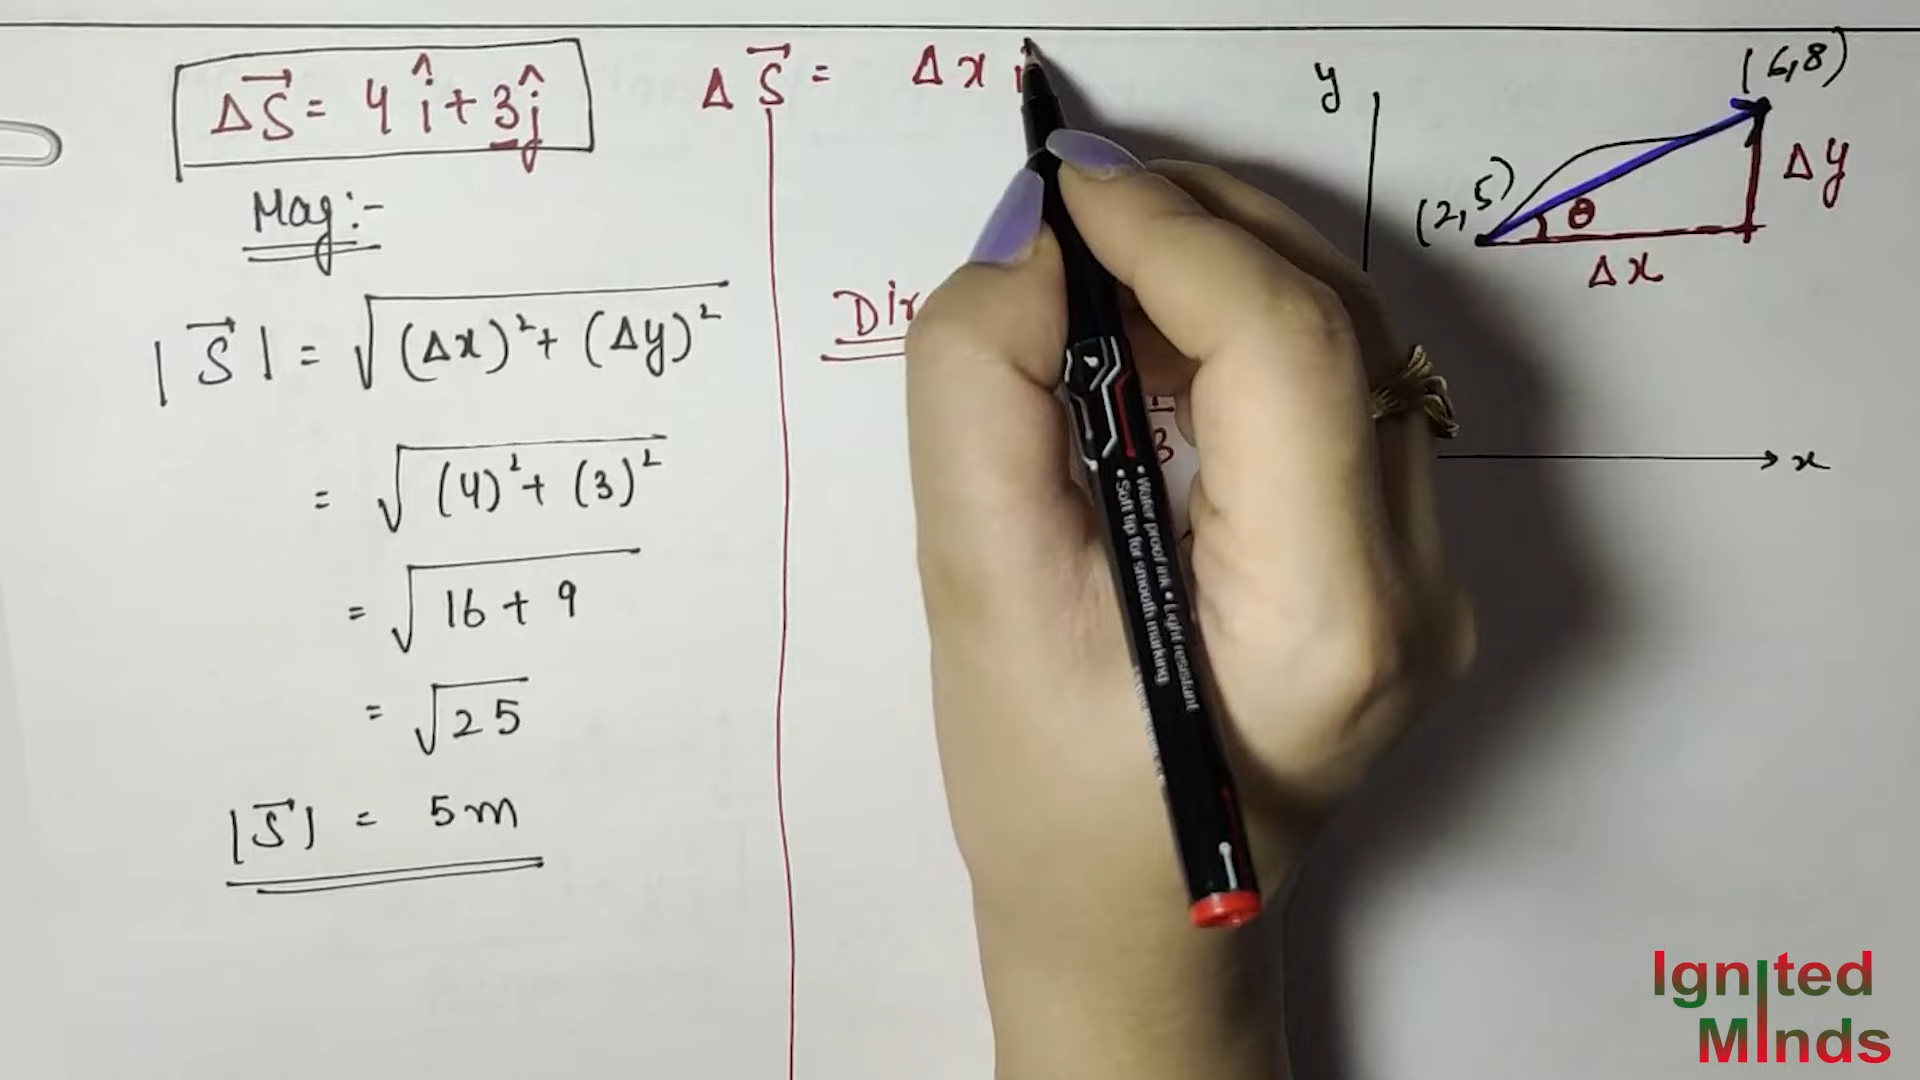 ΔS⃗ = 4î + 3ĵ
Mag:-
|S⃗| = √(Δx)² + (Δy)²
= √(4)² + (3)²
= √16 + 9
= √25
|S⃗| = 5m
ΔS⃗ = Δx i
Dir
3
y
(6,8)
(2,5)
θ
Δy
Δx
x
• Water proof ink • Light resistant
• Soft tip for smooth marking
Ignited
Minds